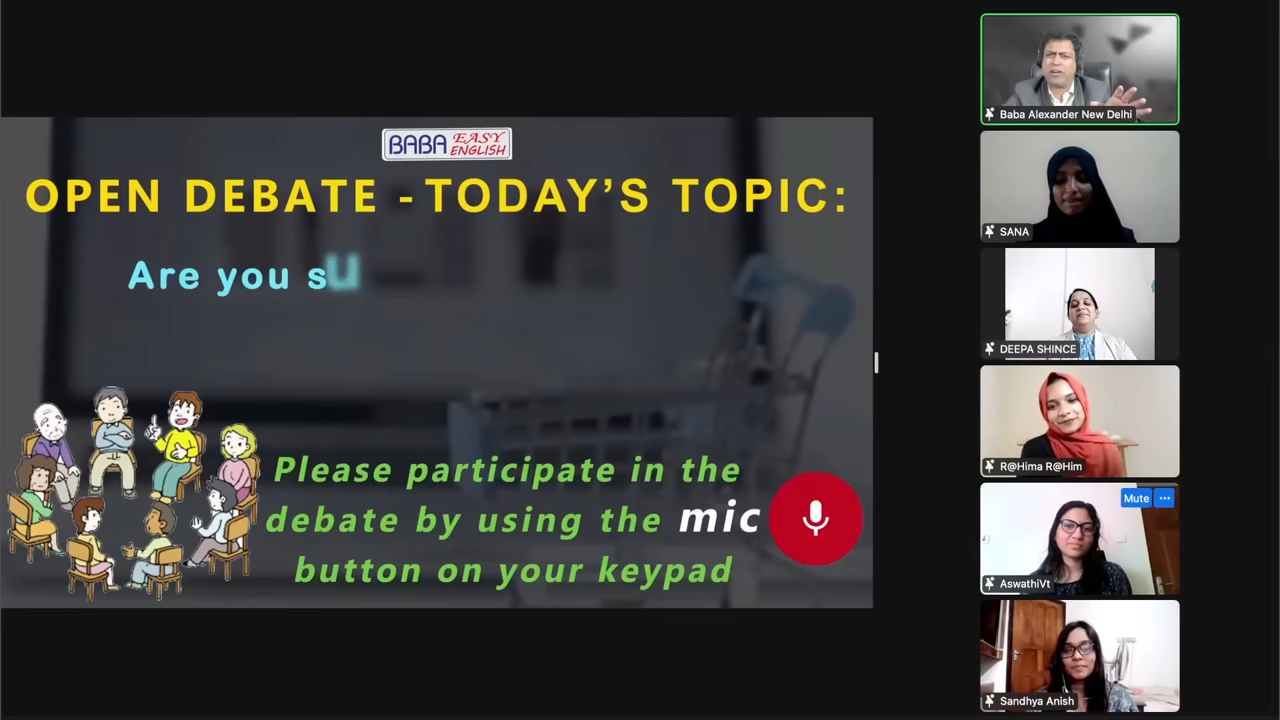 BABA EASY ENGLISH
OPEN DEBATE - TODAY'S TOPIC:
Are you su
Please participate in the
debate by using the mic
button on your keypad
Baba Alexander New Delhi
SANA
DEEPA SHINCE
R@Hima R@Him
Mute ...
AswathiVt
Sandhya Anish